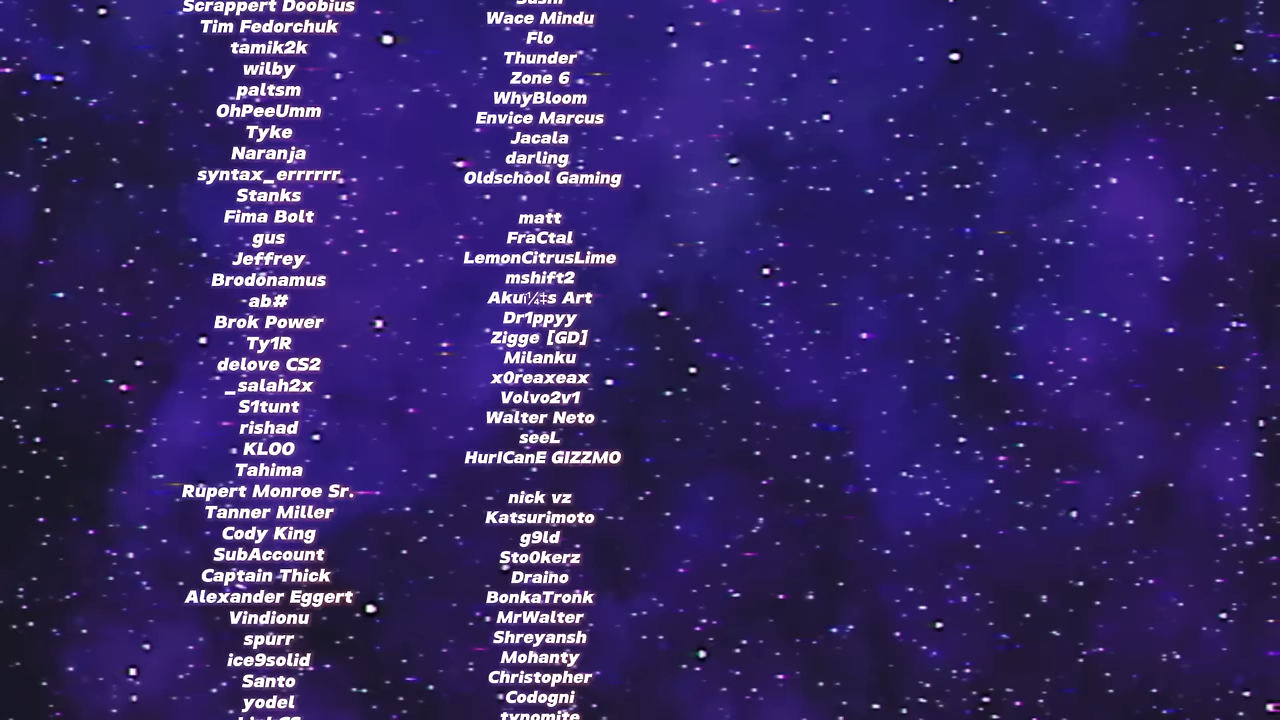 Scrappert Doobius
Tim Fedorchuk
tamik2k
wilby
paltsm
OhPeeUmm
Tyke
Naranja
syntax_errrrrr
Stanks
Fima Bolt
gus
Jeffrey
Brodonamus
ab#
Brok Power
Ty1R
delove CS2
_salah2x
S1tunt
rishad
KLOO
Tahima
Rupert Monroe Sr.
Tanner Miller
Cody King
SubAccount
Captain Thick
Alexander Eggert
Vindionu
spurr
ice9solid
Santo
yodel
Wace Mindu
Flo
Thunder
Zone 6
WhyBloom
Envice Marcus
Jacala
darling
Oldschool Gaming
matt
FraCtal
LemonCitrusLime
mshift2
Akuï¼‡s Art
Dr1ppyy
Zigge [GD]
Milanku
x0reaxeax
Volvo2v1
Walter Neto
seeL
HurICanE GIZZMO
nick vz
Katsurimoto
g9ld
Sto0kerz
Draino
BonkaTronk
MrWalter
Shreyansh
Mohanty
Christopher
Codogni
tynomite